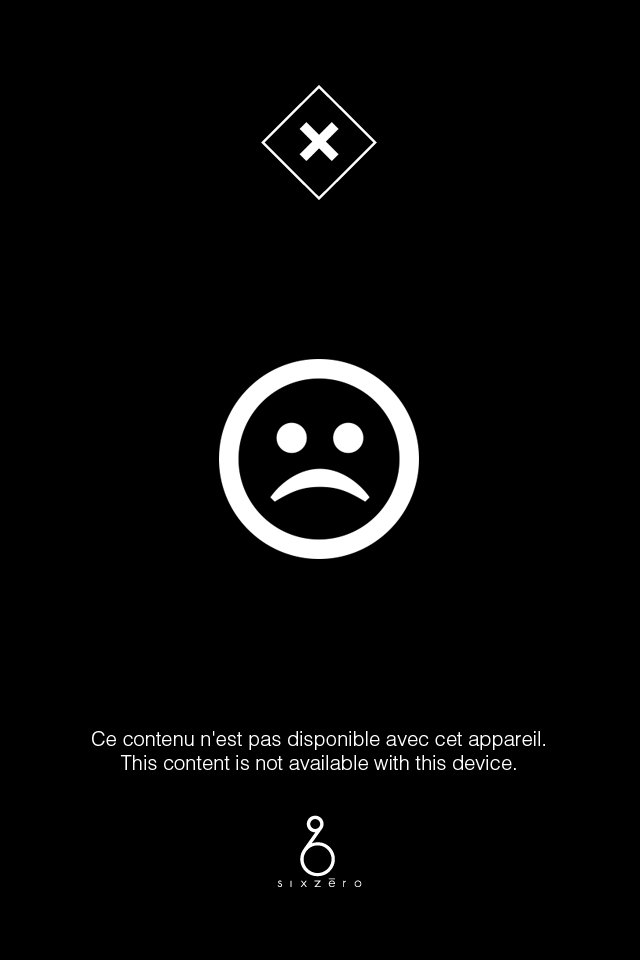 Ce contenu n'est pas disponible avec cet appareil.
This content is not available with this device.
sixzēro